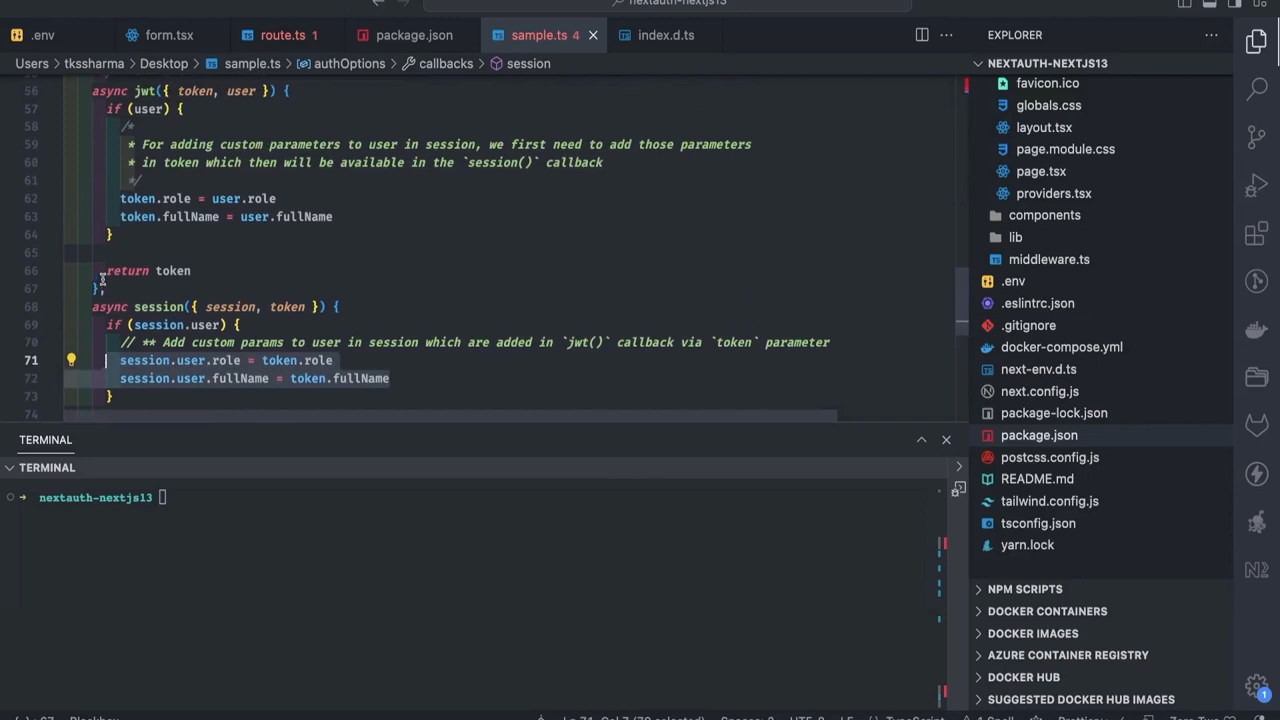 nextauth-nextjs13
.env
form.tsx
route.ts 1
package.json
sample.ts 4
index.d.ts
EXPLORER
Users > tkssharma > Desktop > sample.ts > authOptions > callbacks > session
NEXTAUTH-NEXTJS13
56 async jwt({ token, user }) {
57 if (user) {
58 /*
59 * For adding custom parameters to user in session, we first need to add those parameters
60 * in token which then will be available in the `session()` callback
61 */
62 token.role = user.role
63 token.fullName = user.fullName
64 }
65
66 return token
67 },
68 async session({ session, token }) {
69 if (session.user) {
70 // ** Add custom params to user in session which are added in `jwt()` callback via `token` parameter
71 session.user.role = token.role
72 session.user.fullName = token.fullName
73 }
74
favicon.ico
globals.css
layout.tsx
page.module.css
page.tsx
providers.tsx
components
lib
middleware.ts
.env
.eslintrc.json
.gitignore
docker-compose.yml
next-env.d.ts
next.config.js
package-lock.json
package.json
postcss.config.js
README.md
tailwind.config.js
tsconfig.json
yarn.lock
NPM SCRIPTS
DOCKER CONTAINERS
DOCKER IMAGES
AZURE CONTAINER REGISTRY
DOCKER HUB
SUGGESTED DOCKER HUB IMAGES
TERMINAL
TERMINAL
nextauth-nextjs13
1